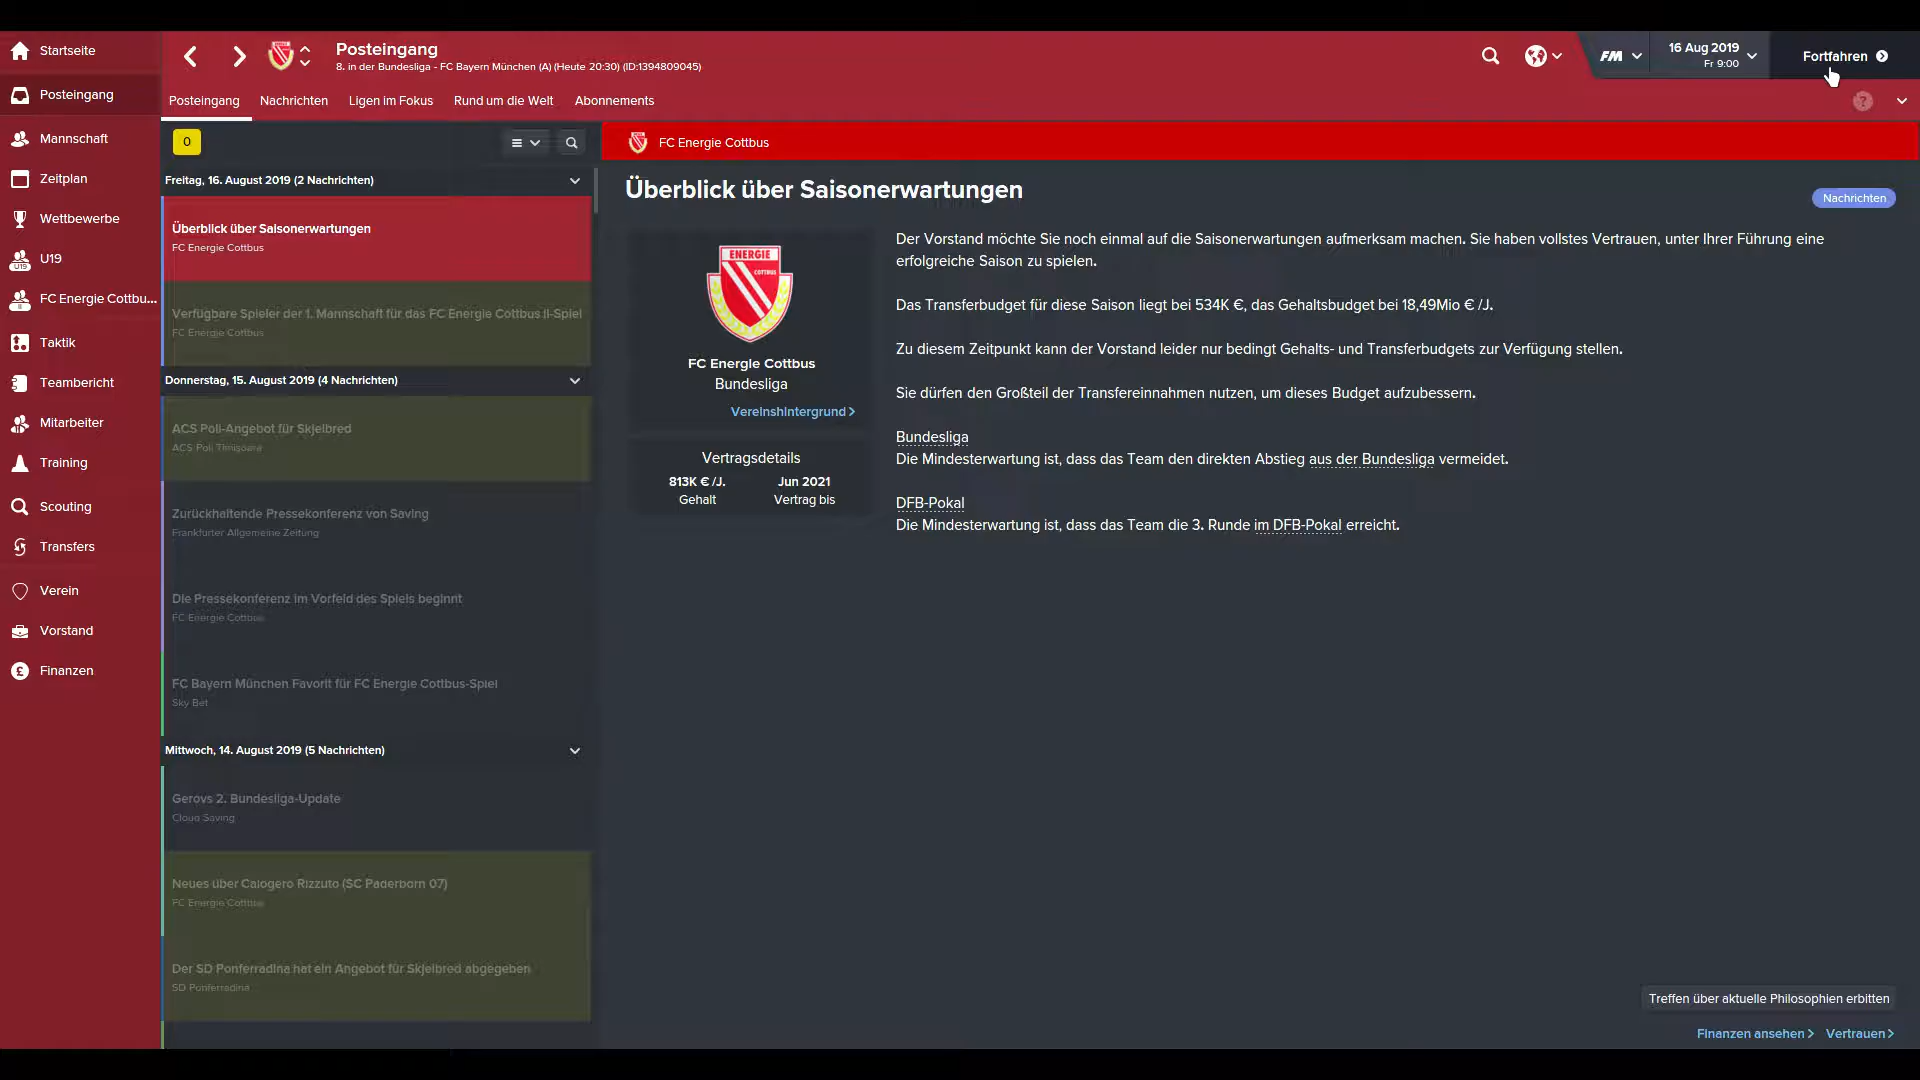 Startseite
Posteingang
Mannschaft
Zeitplan
Wettbewerbe
U19
U19
FC Energie Cottbu...
II
Taktik
Teambericht
Mitarbeiter
Training
Scouting
Transfers
Verein
Vorstand
Finanzen
Posteingang
8. in der Bundesliga - FC Bayern München (A) (Heute 20:30) (ID:1394809045)
FM
16 Aug 2019
Fr 9:00
Fortfahren
Posteingang Nachrichten Ligen im Fokus Rund um die Welt Abonnements
?
0
Freitag, 16. August 2019 (2 Nachrichten)
Überblick über Saisonerwartungen
FC Energie Cottbus
Verfügbare Spieler der 1. Mannschaft für das FC Energie Cottbus II-Spiel
FC Energie Cottbus
Donnerstag, 15. August 2019 (4 Nachrichten)
ACS Poli-Angebot für Skjelbred
ACS Poli Timișoara
Zurückhaltende Pressekonferenz von Saving
Frankfurter Allgemeine Zeitung
Die Pressekonferenz im Vorfeld des Spiels beginnt
FC Energie Cottbus
FC Bayern München Favorit für FC Energie Cottbus-Spiel
Sky Bet
Mittwoch, 14. August 2019 (5 Nachrichten)
Gerovs 2. Bundesliga-Update
Cloud Saving
Neues über Calogero Rizzuto (SC Paderborn 07)
FC Energie Cottbus
Der SD Ponferradina hat ein Angebot für Skjelbred abgegeben
SD Ponferradina
FC Energie Cottbus
Überblick über Saisonerwartungen
Nachrichten
ENERGIE
COTTBUS
FC Energie Cottbus
Bundesliga
Vereinshintergrund
Vertragsdetails
813K € /J. Jun 2021
Gehalt Vertrag bis
Der Vorstand möchte Sie noch einmal auf die Saisonerwartungen aufmerksam machen. Sie haben vollstes Vertrauen, unter Ihrer Führung eine
erfolgreiche Saison zu spielen.
Das Transferbudget für diese Saison liegt bei 534K €, das Gehaltsbudget bei 18,49Mio € /J.
Zu diesem Zeitpunkt kann der Vorstand leider nur bedingt Gehalts- und Transferbudgets zur Verfügung stellen.
Sie dürfen den Großteil der Transfereinnahmen nutzen, um dieses Budget aufzubessern.
Bundesliga
Die Mindesterwartung ist, dass das Team den direkten Abstieg aus der Bundesliga vermeidet.
DFB-Pokal
Die Mindesterwartung ist, dass das Team die 3. Runde im DFB-Pokal erreicht.
Treffen über aktuelle Philosophien erbitten
Finanzen ansehen Vertrauen